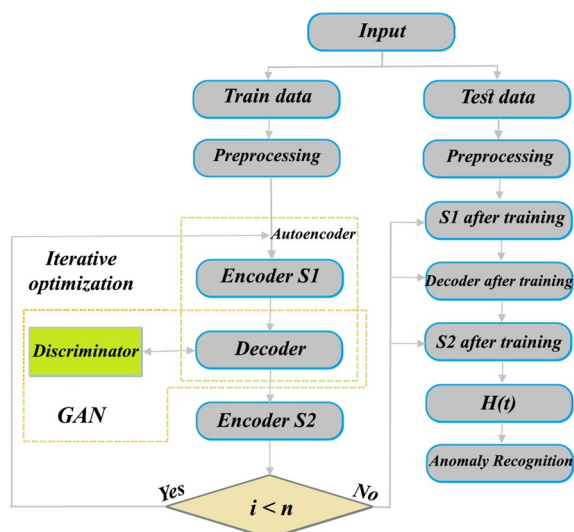 Input
Train data
Test data
Preprocessing
Preprocessing
S1 after training
Autoencoder
Iterative
optimization
Encoder S1
Decoder after training
Discriminator
Decoder
S2 after training
GAN
Encoder S2
H(t)
Anomaly Recognition
Yes
No
i < n